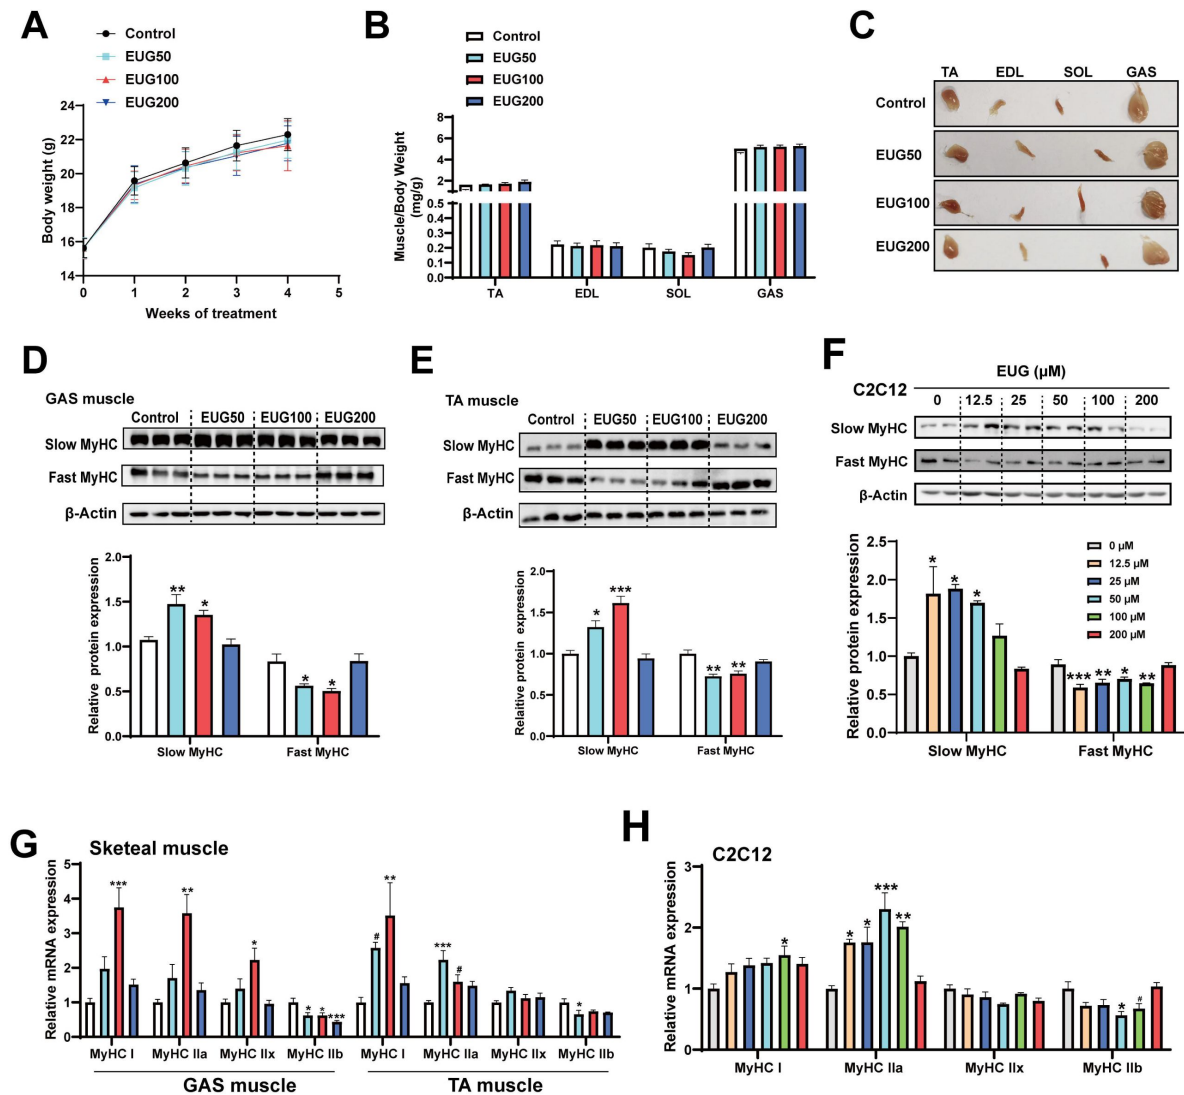 A
Control
EUG50
EUG100
EUG200
Body weight (g)
24
22
20
18
16
14
0 1 2 3 4 5
Weeks of treatment
B
Control
EUG50
EUG100
EUG200
Muscle/Body Weight
(mg/g)
8
6
4
2
0.5
0.4
0.3
0.2
0.1
0.0
TA EDL SOL GAS
C
TA EDL SOL GAS
Control
EUG50
EUG100
EUG200
D
GAS muscle
Control EUG50 EUG100 EUG200
Slow MyHC
Fast MyHC
β-Actin
Relative protein expression
2.0
1.5
1.0
0.5
0.0
** *
* *
Slow MyHC Fast MyHC
E
TA muscle
Control EUG50 EUG100 EUG200
Slow MyHC
Fast MyHC
β-Actin
Relaitive protein expression
2.0
1.5
1.0
0.5
0.0
* ***
** **
Slow MyHC Fast MyHC
F
EUG (μM)
C2C12
0 12.5 25 50 100 200
Slow MyHC
Fast MyHC
β-Actin
Relative protein expression
2.5
2.0
1.5
1.0
0.5
0.0
0 μM
12.5 μM
25 μM
50 μM
100 μM
200 μM
* * *
*** ** * **
Slow MyHC Fast MyHC
G
Sketeal muscle
Relative mRNA expression
5
4
3
2
1
0
*** ** * * * *** # ** *** # *
MyHC I MyHC IIa MyHC IIx MyHC IIb MyHC I MyHC IIa MyHC IIx MyHC IIb
GAS muscle TA muscle
H
C2C12
Relative mRNA expression
3
2
1
0
* * * *** ** * #
MyHC I MyHC IIa MyHC IIx MyHC IIb